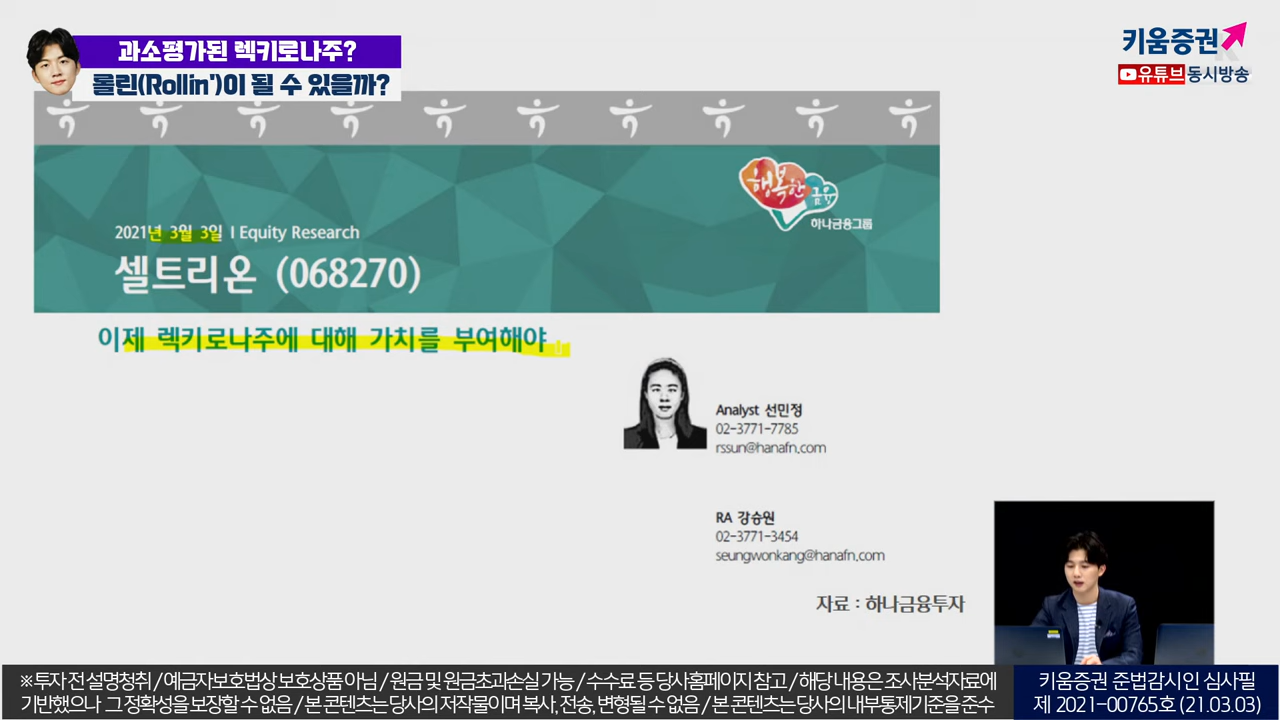 과소평가된 렉키로나주?
롤린(Rollin')이 될 수 있을까?
키움증권
유튜브동시방송
행복한 금융
하나금융그룹
2021년 3월 3일 I Equity Research
셀트리온 (068270)
이제 렉키로나주에 대해 가치를 부여해야
Analyst 선민정
02-3771-7785
rssun@hanafn.com
RA 강승원
02-3771-3454
seungwonkang@hanafn.com
자료 : 하나금융투자
※투자 전 설명청취 / 예금자보호법상 보호상품 아님 / 원금 및 원금초과손실 가능 / 수수료 등 당사홈페이지 참고 / 해당 내용은 조사분석자료에
기반했으나 그 정확성을 보장할 수 없음 / 본 콘텐츠는 당사의 저작물이며 복사, 전송, 변형될 수 없음 / 본 콘텐츠는 당사의 내부통제기준을 준수
키움증권 준법감시인 심사필
제 2021-00765호 (21.03.03)